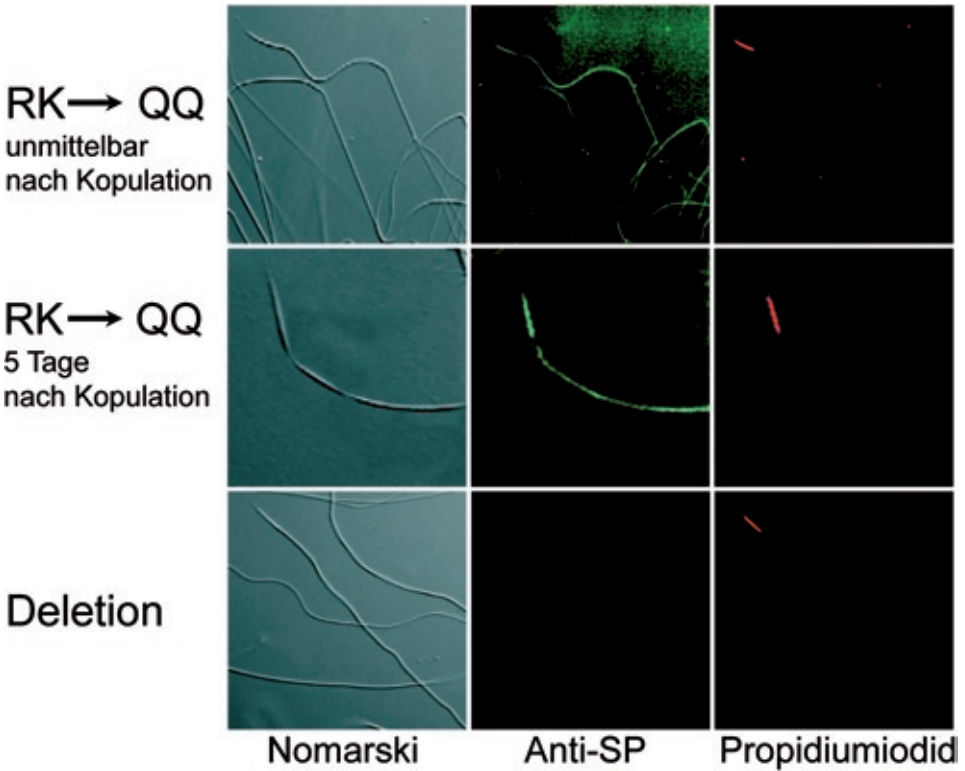 RK → QQ
unmittelbar
nach Kopulation
RK → QQ
5 Tage
nach Kopulation
Deletion
Nomarski Anti-SP Propidiumiodid